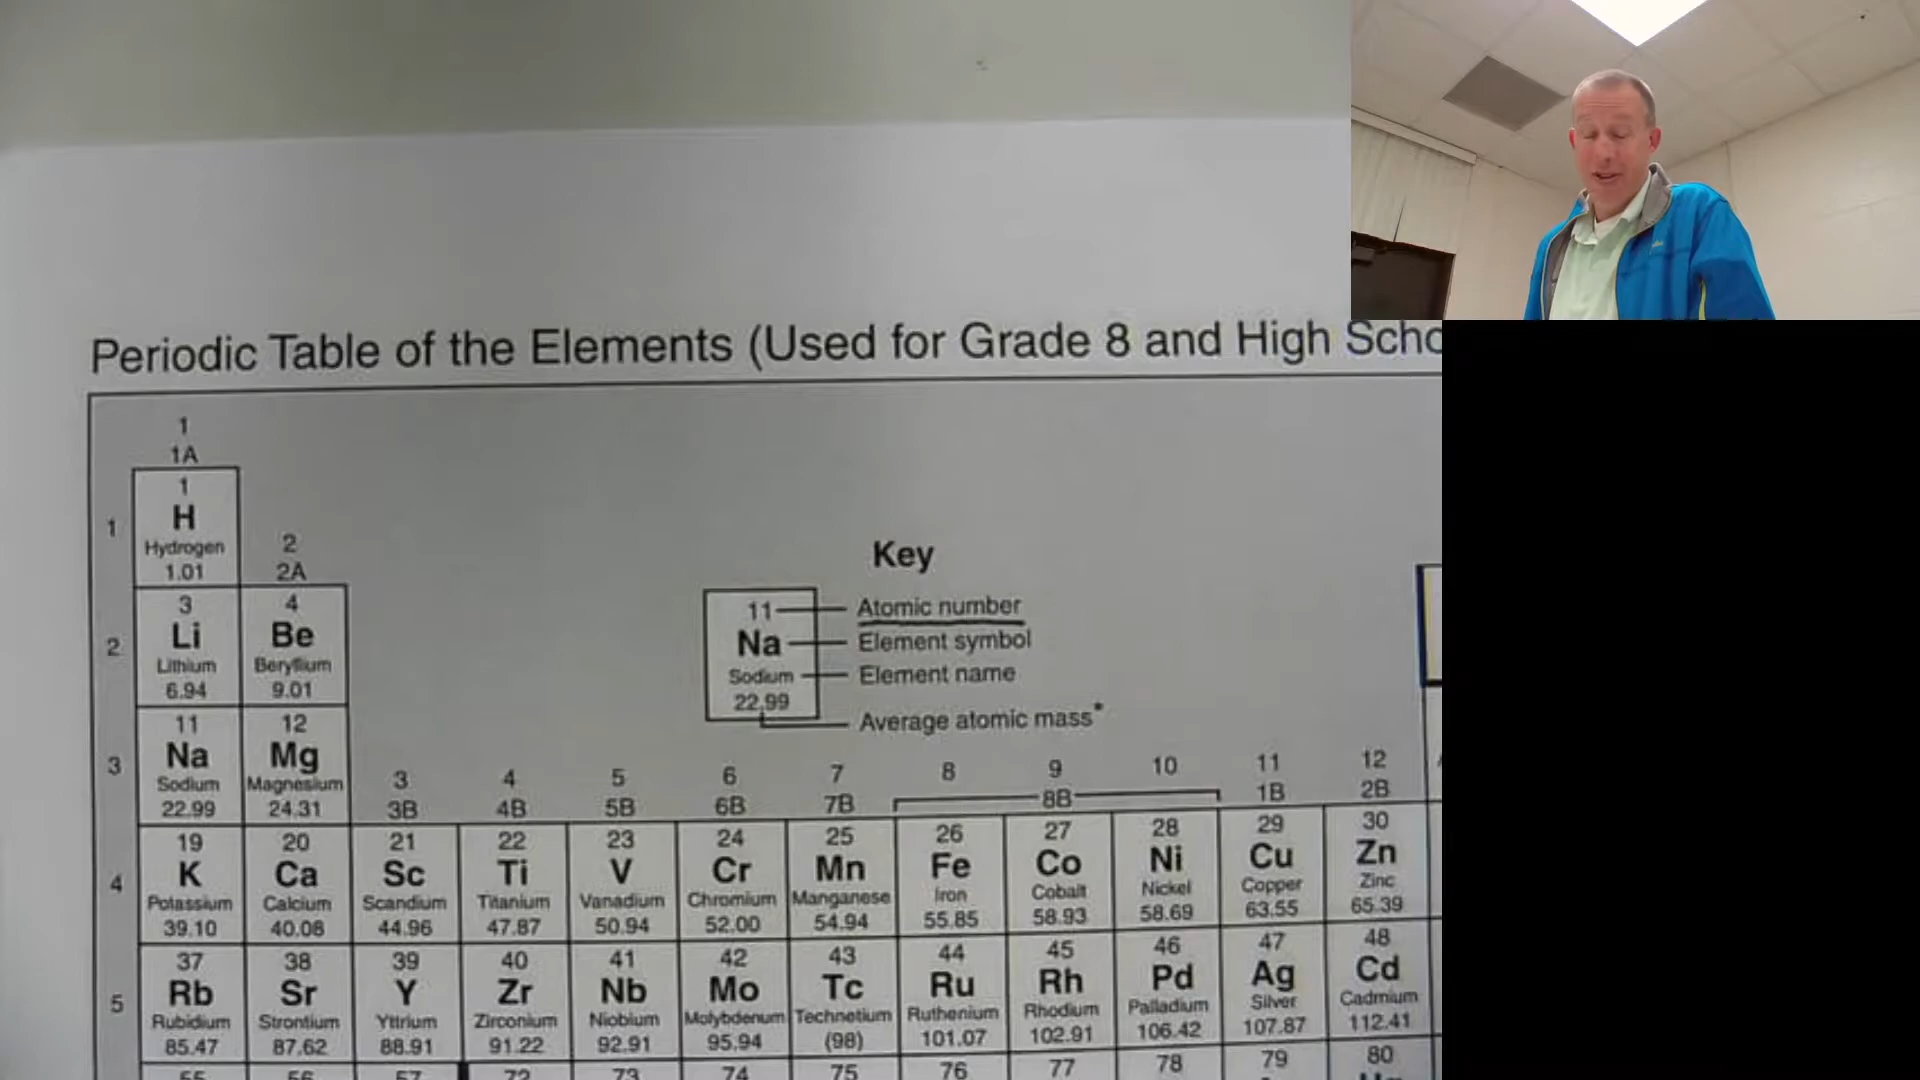 Periodic Table of the Elements (Used for Grade 8 and High
1
1A
1
H
Hydrogen
1.01
2
2A
3
Li
Lithium
6.94
4
Be
Beryllium
9.01
11
Na
Sodium
22.99
12
Mg
Magnesium
24.31
1
2
3
4
5
Key
11
Na
Sodium
22.99
Atomic number
Element symbol
Element name
Average atomic mass*
3
3B
4
4B
5
5B
6
6B
7
7B
8
9
10
8B
11
1B
12
2B
19
K
Potassium
39.10
20
Ca
Calcium
40.08
21
Sc
Scandium
44.96
22
Ti
Titanium
47.87
23
V
Vanadium
50.94
24
Cr
Chromium
52.00
25
Mn
Manganese
54.94
26
Fe
Iron
55.85
27
Co
Cobalt
58.93
28
Ni
Nickel
58.69
29
Cu
Copper
63.55
30
Zn
Zinc
65.39
37
Rb
Rubidium
85.47
38
Sr
Strontium
87.62
39
Y
Yttrium
88.91
40
Zr
Zirconium
91.22
41
Nb
Niobium
92.91
42
Mo
Molybdenum
95.94
43
Tc
Technetium
(98)
44
Ru
Ruthenium
101.07
45
Rh
Rhodium
102.91
46
Pd
Palladium
106.42
47
Ag
Silver
107.87
48
Cd
Cadmium
112.41
55
56
57
72
73
74
75
76
77
78
79
80